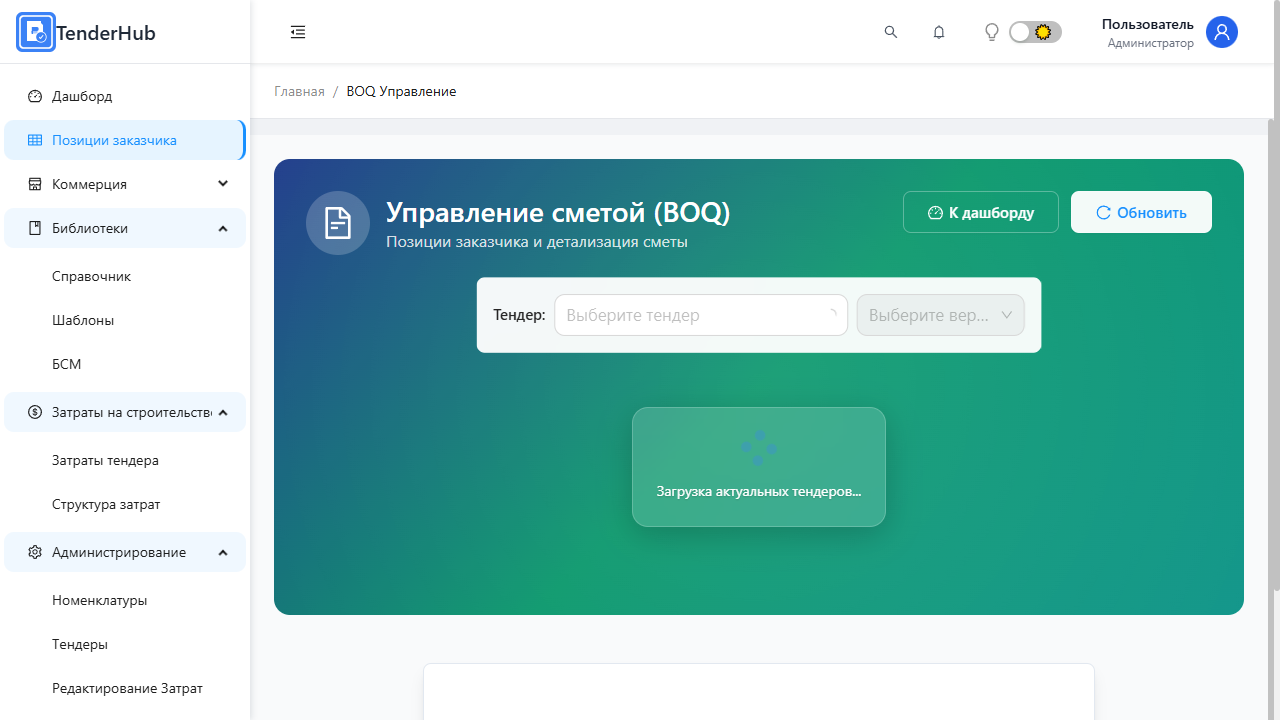 TenderHub
Пользователь
Администратор
Дашборд
Позиции заказчика
Коммерция
Библиотеки
Справочник
Шаблоны
БСМ
Затраты на строительство
Затраты тендера
Структура затрат
Администрирование
Номенклатуры
Тендеры
Редактирование Затрат
Главная / BOQ Управление
Управление сметой (BOQ)
Позиции заказчика и детализация сметы
К дашборду
Обновить
Тендер: Выберите тендер Выберите вер...
Загрузка актуальных тендеров...